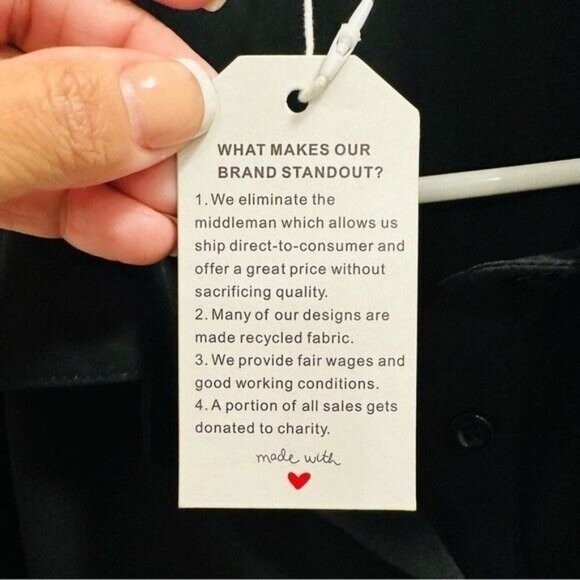 WHAT MAKES OUR
BRAND STANDOUT?
1. We eliminate the
middleman which allows us
ship direct-to-consumer and
offer a great price without
sacrificing quality.
2. Many of our designs are
made recycled fabric.
3. We provide fair wages and
good working conditions.
4. A portion of all sales gets
donated to charity.
made with